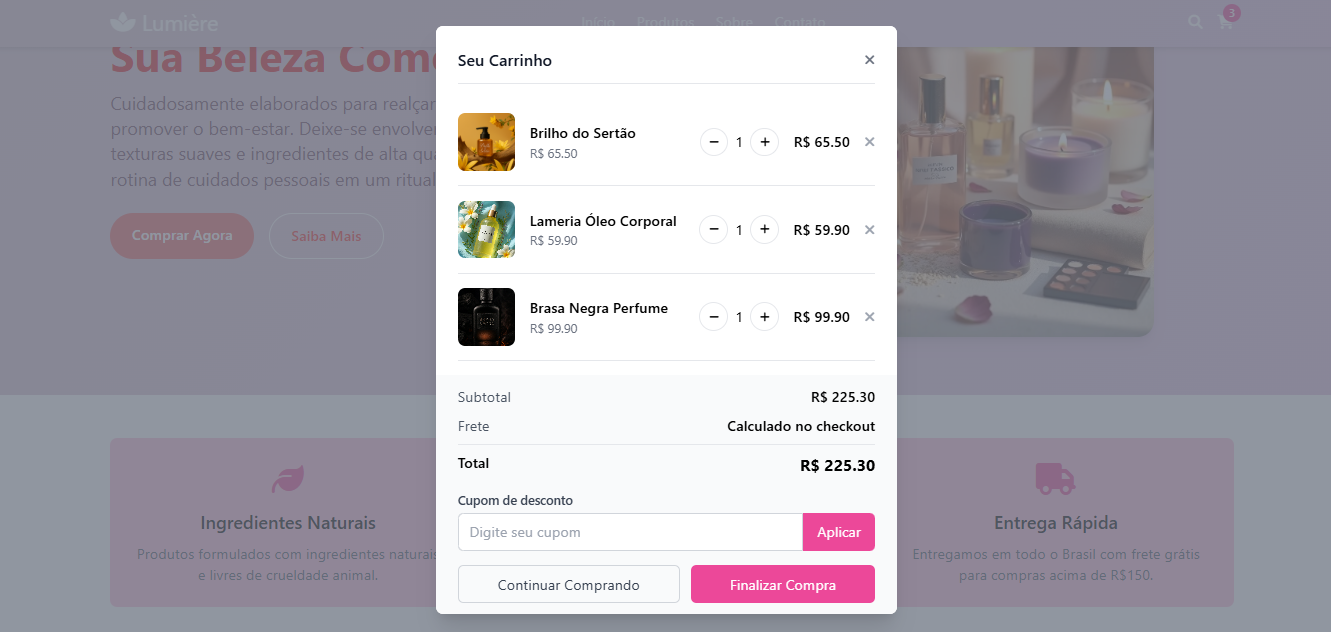 Lumière
Início Produtos Sobre Contato
3
Sua Beleza Com
Cuidadosamente elaborados para realçar
promover o bem-estar. Deixe-se envolver
texturas suaves e ingredientes de alta qua
rotina de cuidados pessoais em um ritual
Comprar Agora
Saiba Mais
Seu Carrinho
×
Brilho do Sertão
R$ 65.50
− 1 + R$ 65.50 ×
Lameria Óleo Corporal
R$ 59.90
− 1 + R$ 59.90 ×
Brasa Negra Perfume
R$ 99.90
− 1 + R$ 99.90 ×
Subtotal R$ 225.30
Frete Calculado no checkout
Total R$ 225.30
Cupom de desconto
Digite seu cupom Aplicar
Continuar Comprando Finalizar Compra
Ingredientes Naturais
Produtos formulados com ingredientes naturais
e livres de crueldade animal.
Entrega Rápida
Entregamos em todo o Brasil com frete grátis
para compras acima de R$150.